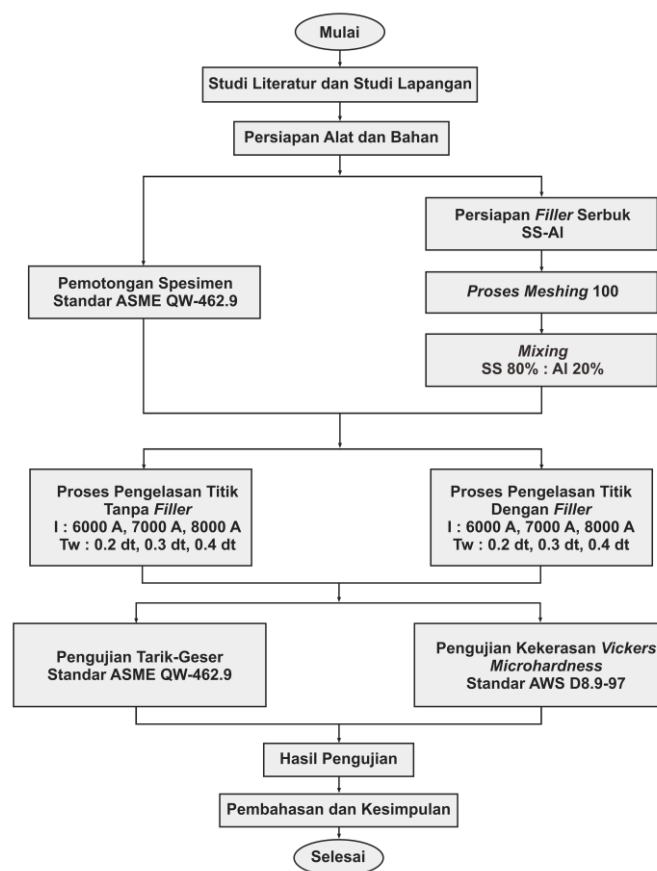 Mulai
Studi Literatur dan Studi Lapangan
Persiapan Alat dan Bahan
Persiapan Filler Serbuk
SS-Al
Pemotongan Spesimen
Standar ASME QW-462.9
Proses Meshing 100
Mixing
SS 80% : Al 20%
Proses Pengelasan Titik
Tanpa Filler
I : 6000 A, 7000 A, 8000 A
Tw : 0.2 dt, 0.3 dt, 0.4 dt
Proses Pengelasan Titik
Dengan Filler
I : 6000 A, 7000 A, 8000 A
Tw : 0.2 dt, 0.3 dt, 0.4 dt
Pengujian Tarik-Geser
Standar ASME QW-462.9
Pengujian Kekerasan Vickers
Microhardness
Standar AWS D8.9-97
Hasil Pengujian
Pembahasan dan Kesimpulan
Selesai